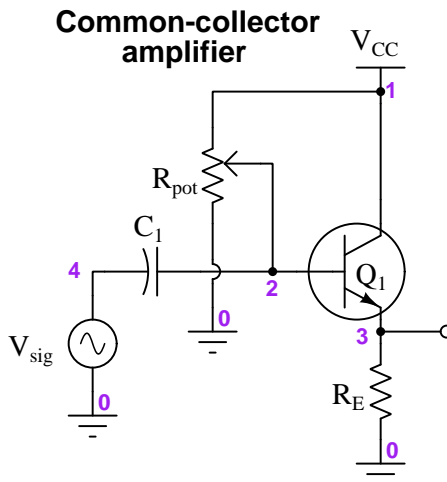 Common-collector
amplifier
V_CC
1
R_pot
C_1
4
2
Q_1
0
3
V_sig
R_E
0
0